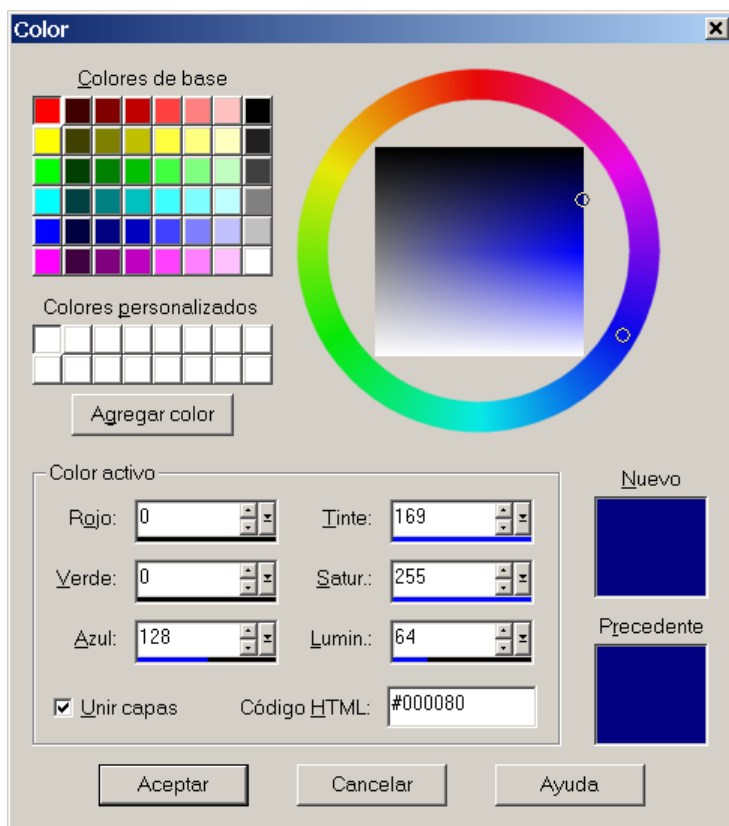 Color
Colores de base
Colores personalizados
Agregar color
Color activo
Rojo: 0 Tinte: 169
Verde: 0 Satur.: 255
Azul: 128 Lumin.: 64
Unir capas Código HTML: #000080
Nuevo
Precedente
Aceptar Cancelar Ayuda